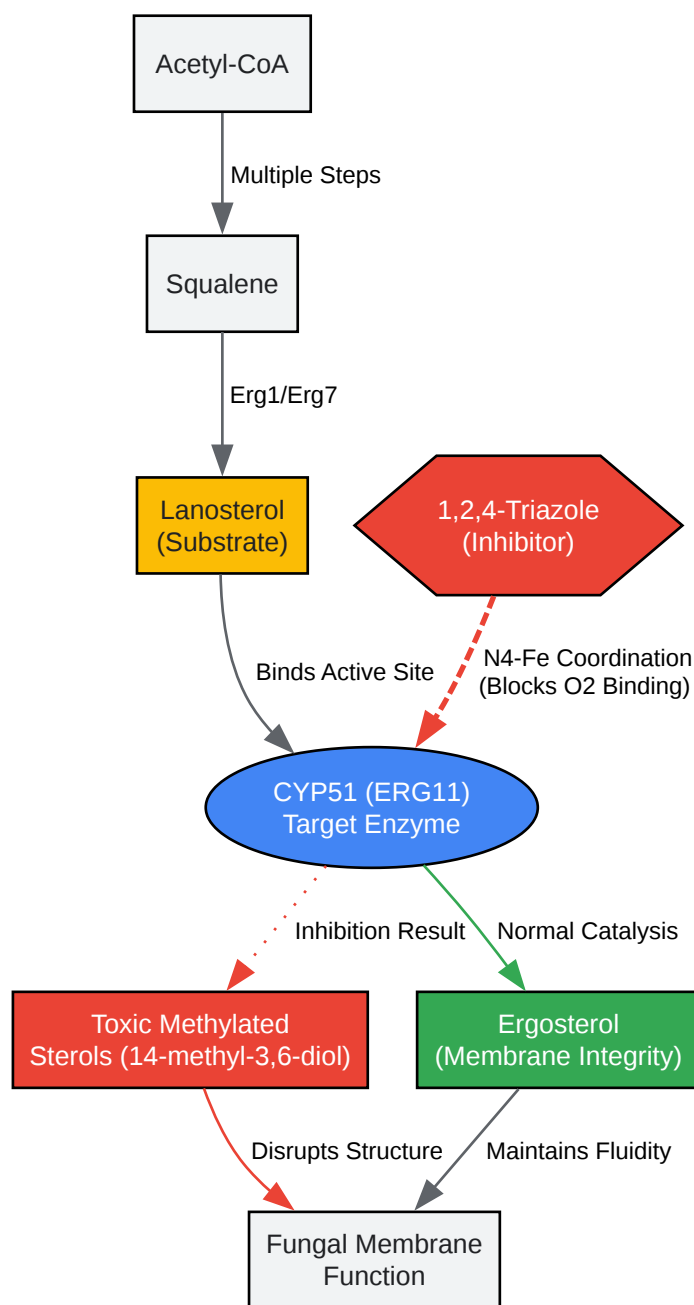 Acetyl-CoA
Multiple Steps
Squalene
Erg1/Erg7
Lanosterol
(Substrate)
1,2,4-Triazole
(Inhibitor)
Binds Active Site
N4-Fe Coordination
(Blocks O2 Binding)
CYP51 (ERG11)
Target Enzyme
Inhibition Result
Normal Catalysis
Toxic Methylated
Sterols (14-methyl-3,6-diol)
Ergosterol
(Membrane Integrity)
Disrupts Structure
Maintains Fluidity
Fungal Membrane
Function